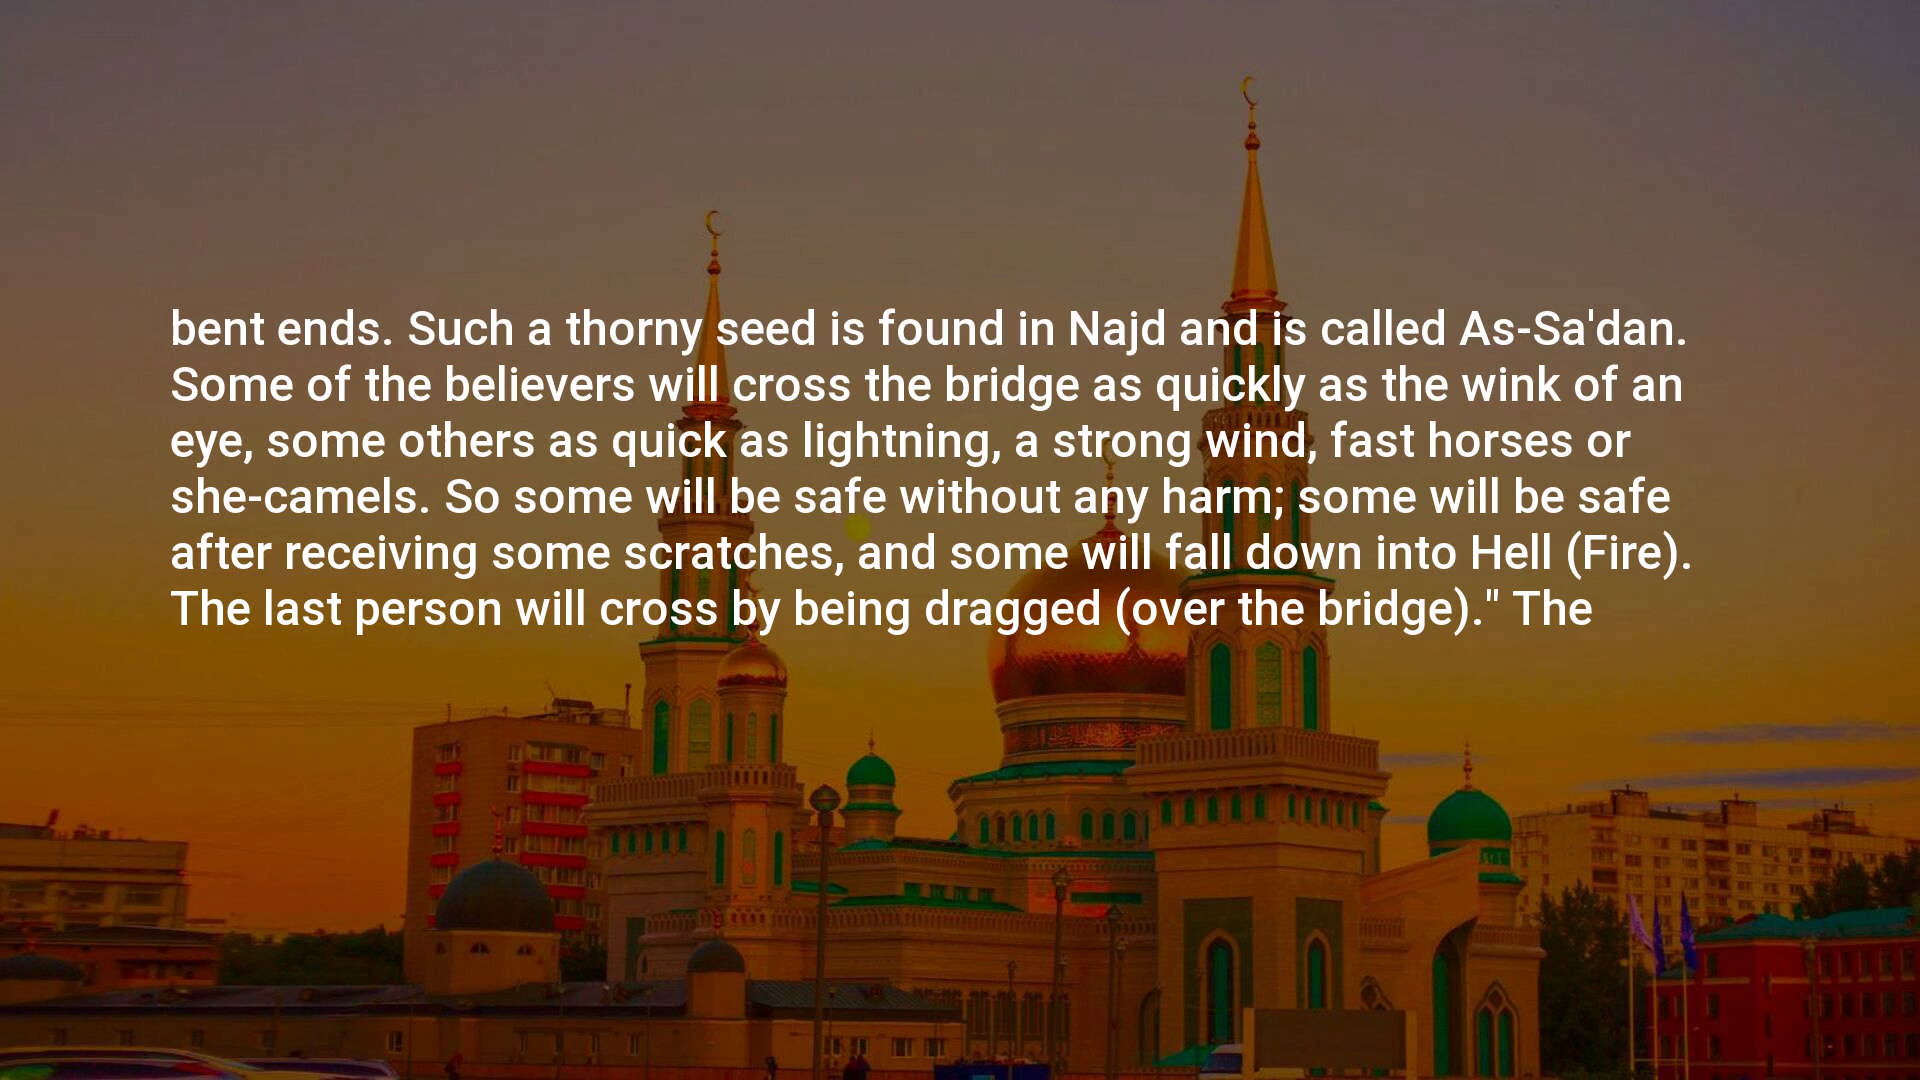 bent ends. Such a thorny seed is found in Najd and is called As-Sa'dan.
Some of the believers will cross the bridge as quickly as the wink of an
eye, some others as quick as lightning, a strong wind, fast horses or
she-camels. So some will be safe without any harm; some will be safe
after receiving some scratches, and some will fall down into Hell (Fire).
The last person will cross by being dragged (over the bridge)." The